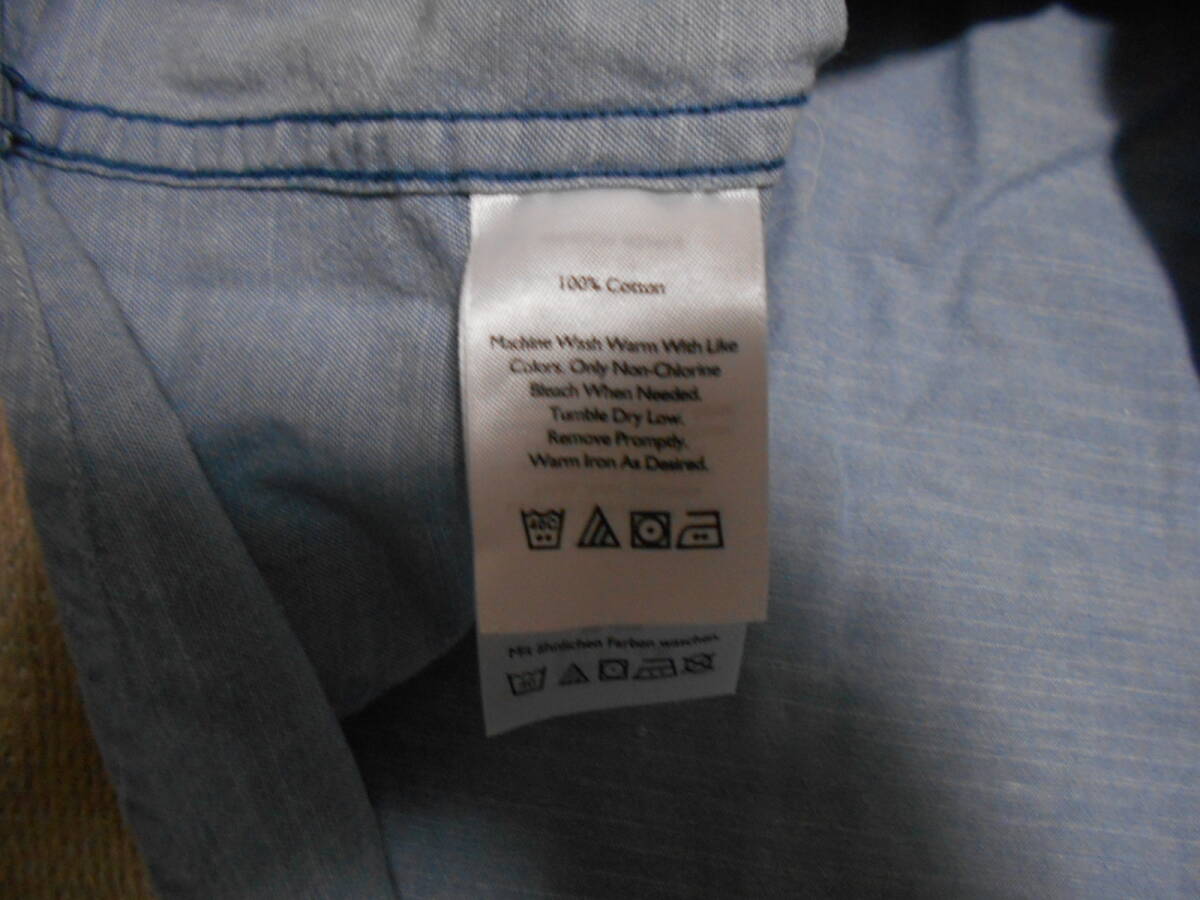 100% Cotton
Machine Wash Warm With Like
Colors. Only Non-Chlorine
Bleach When Needed.
Tumble Dry Low.
Remove Promptly.
Warm Iron As Desired.
40C
Mit ähnlichen Farben waschen.
40